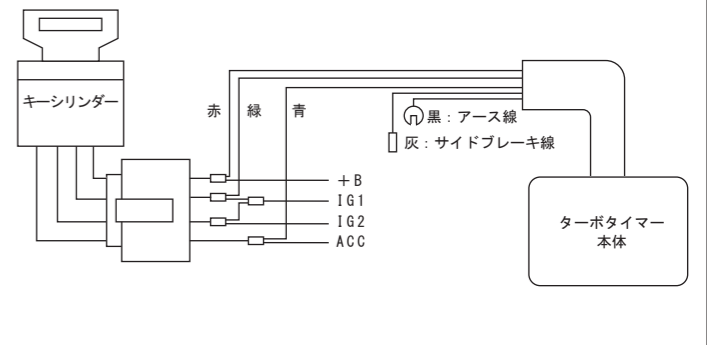 キーシリンダー
赤 緑 青
黒：アース線
灰：サイドブレーキ線
＋B
IG1
IG2
ACC
ターボタイマー
本体